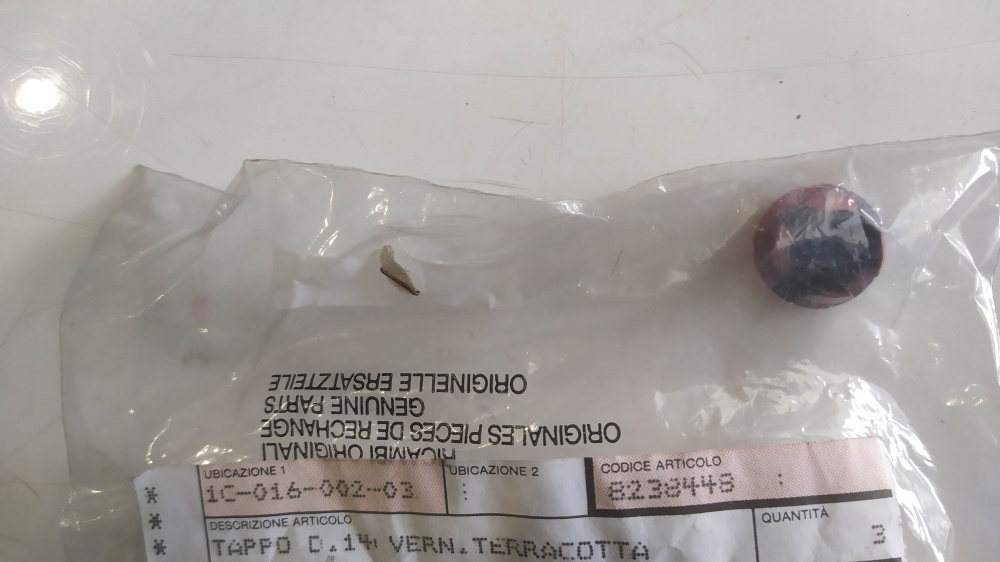 RICAMBI ORIGINALI
ORIGINALES PIECES DE RECHANGE
GENUINE PARTS
ORIGINELLE ERSATZTEILE
UBICAZIONE 1
UBICAZIONE 2
CODICE ARTICOLO
* 1C-016-002-03 : 8238448 :
* DESCRIZIONE ARTICOLO
QUANTITÀ
* TAPPO D.14 VERN.TERRACOTTA 3